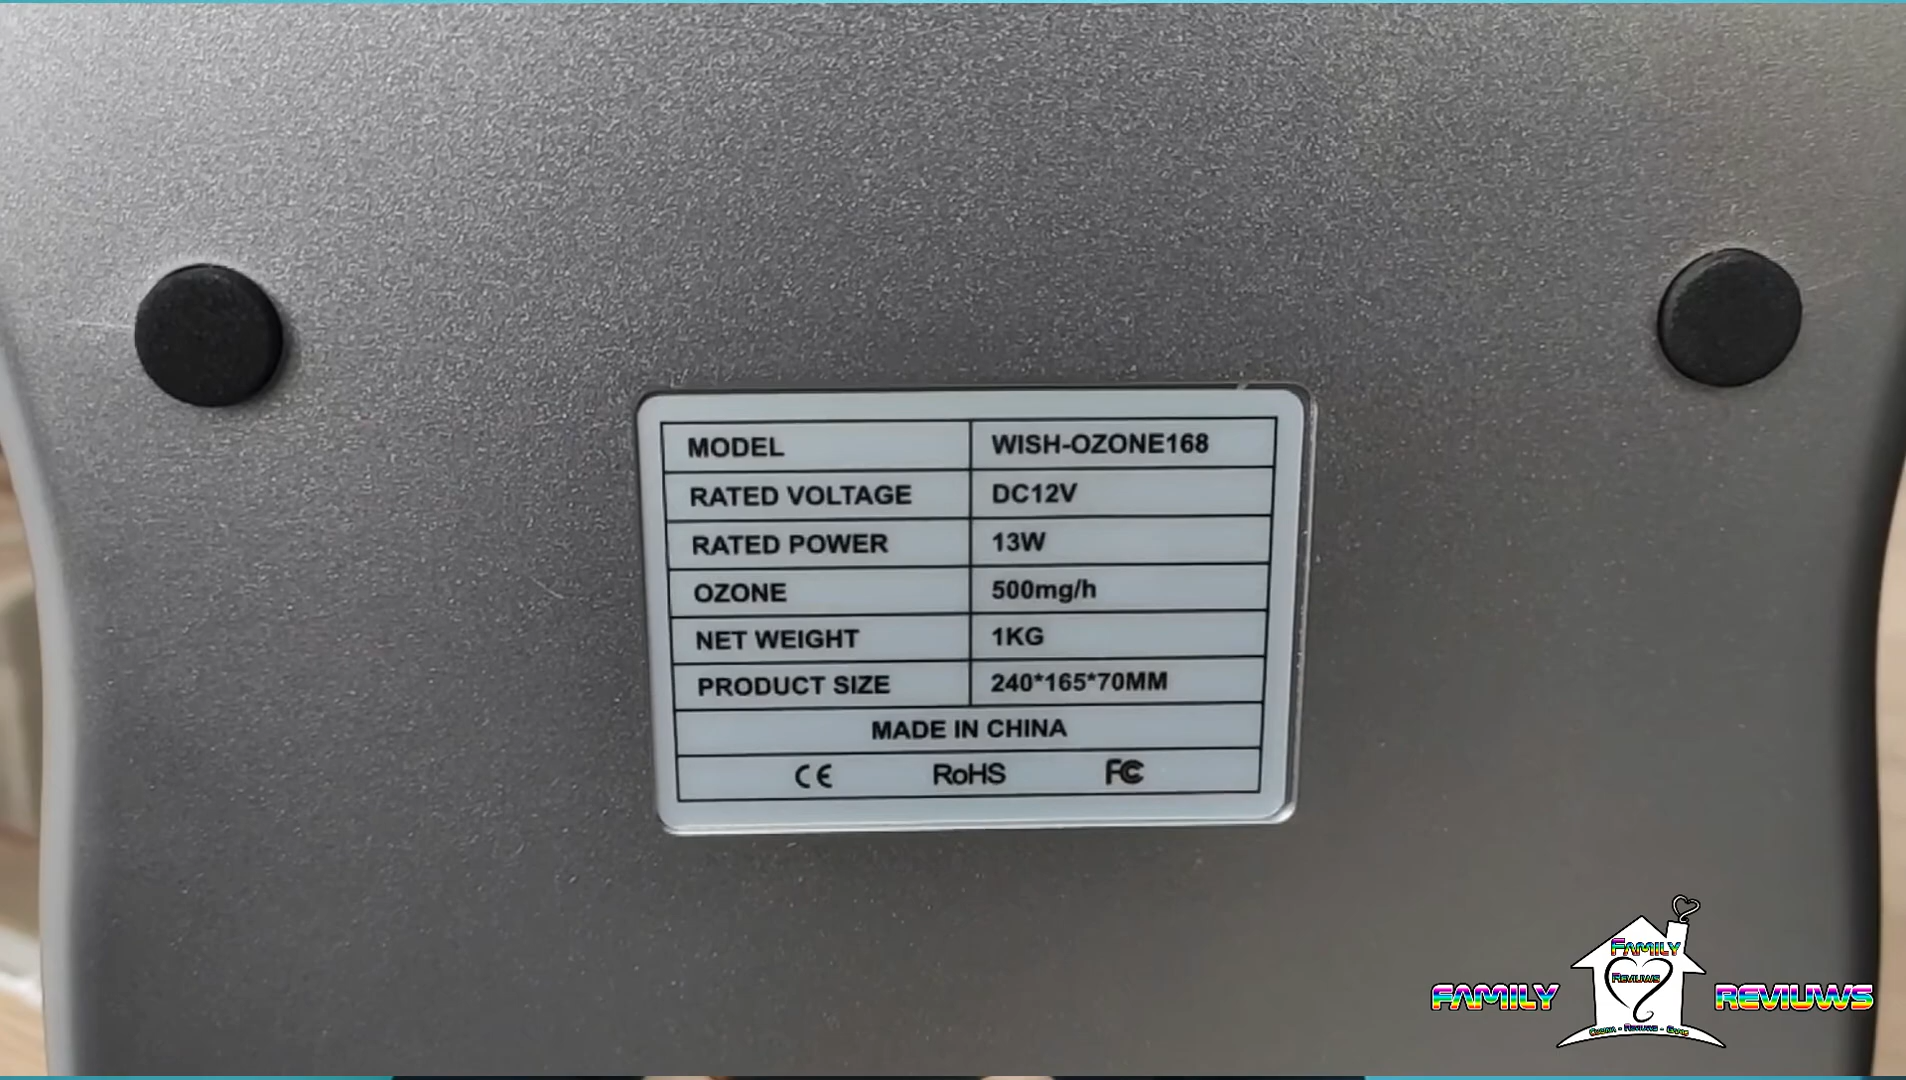 MODEL WISH-OZONE168
RATED VOLTAGE DC12V
RATED POWER 13W
OZONE 500mg/h
NET WEIGHT 1KG
PRODUCT SIZE 240*165*70MM
MADE IN CHINA
CE RoHS FC
FAMILY
REVIUWS
FAMILY REVIUWS